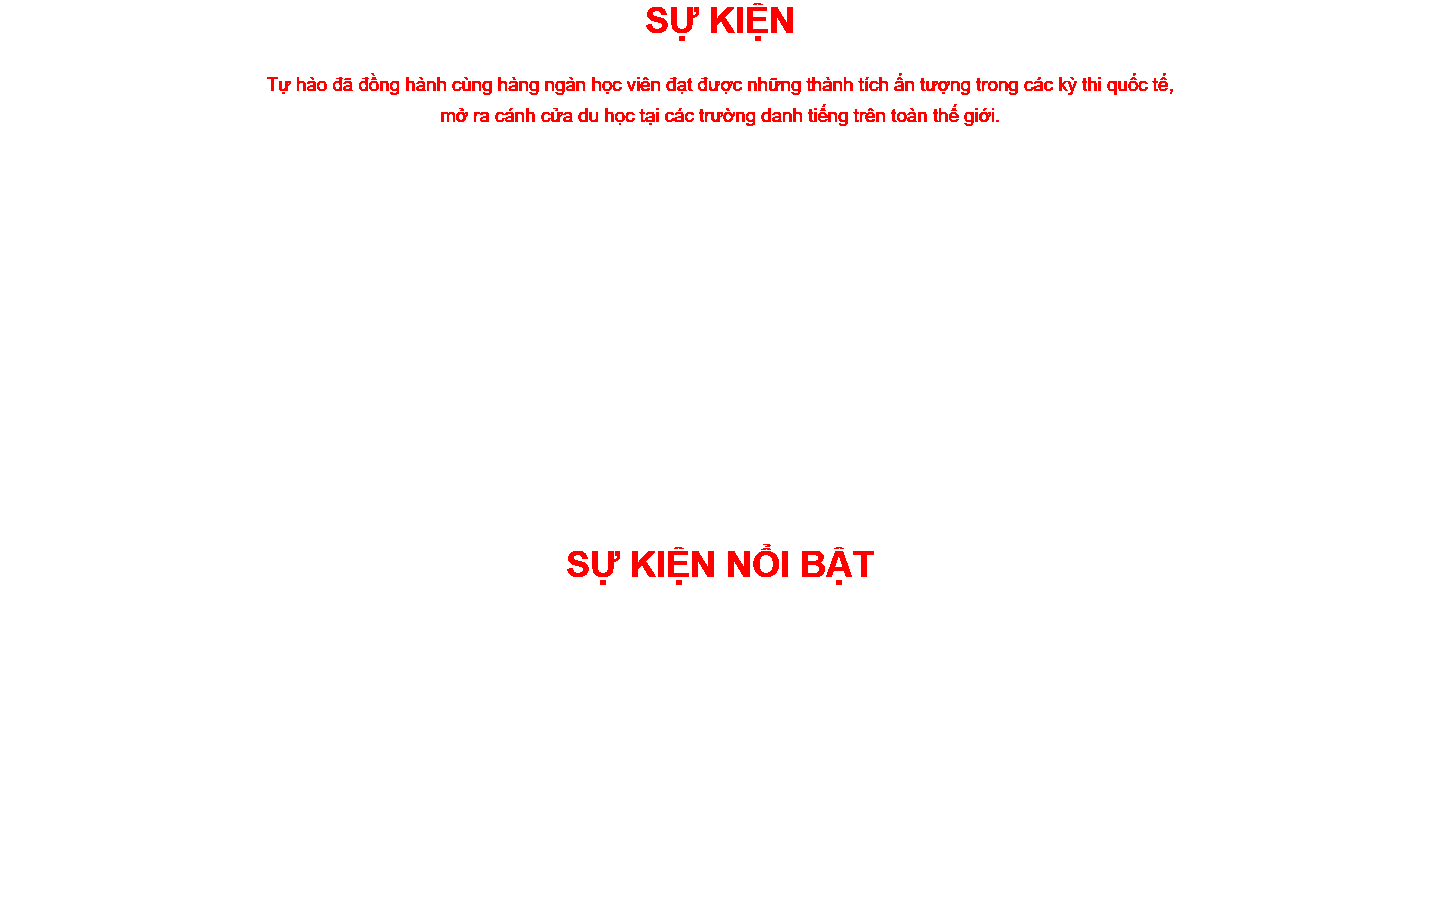 SỰ KIỆN
Tự hào đã đồng hành cùng hàng ngàn học viên đạt được những thành tích ấn tượng trong các kỳ thi quốc tế,
mở ra cánh cửa du học tại các trường danh tiếng trên toàn thế giới.
SỰ KIỆN NỔI BẬT